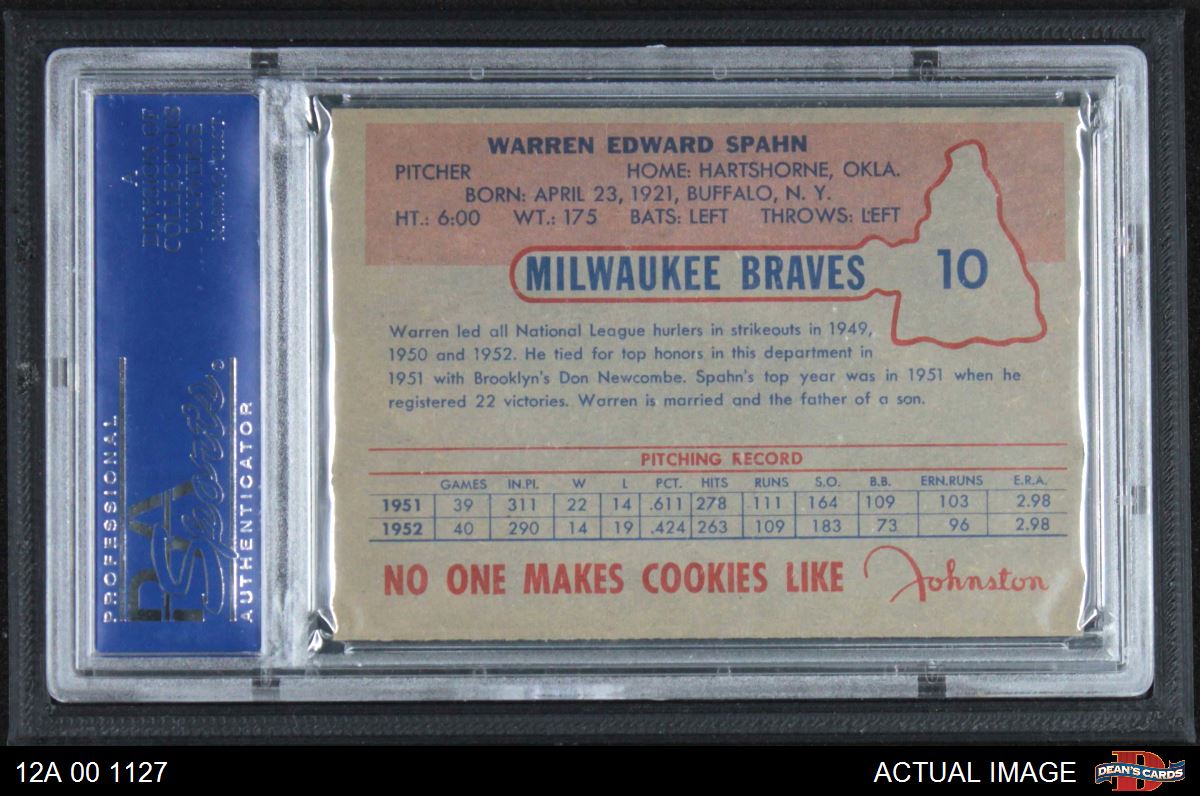 A
DIVISION OF
COLLECTORS
UNIVERSE
PROFESSIONAL
PSA
Sports
AUTHENTICATOR
WARREN EDWARD SPAHN
PITCHER HOME: HARTSHORNE, OKLA.
BORN: APRIL 23, 1921, BUFFALO, N. Y.
HT.: 6:00 WT.: 175 BATS: LEFT THROWS: LEFT
MILWAUKEE BRAVES 10
Warren led all National League hurlers in strikeouts in 1949,
1950 and 1952. He tied for top honors in this department in
1951 with Brooklyn's Don Newcombe. Spahn's top year was in 1951 when he
registered 22 victories. Warren is married and the father of a son.
PITCHING RECORD
GAMES IN.PI. W L PCT. HITS RUNS S.O. B.B. ERN.RUNS E.R.A.
1951 39 311 22 14 .611 278 111 164 109 103 2.98
1952 40 290 14 19 .424 263 109 183 73 96 2.98
NO ONE MAKES COOKIES LIKE Johnston
12A 00 1127
ACTUAL IMAGE
DEAN'S CARDS